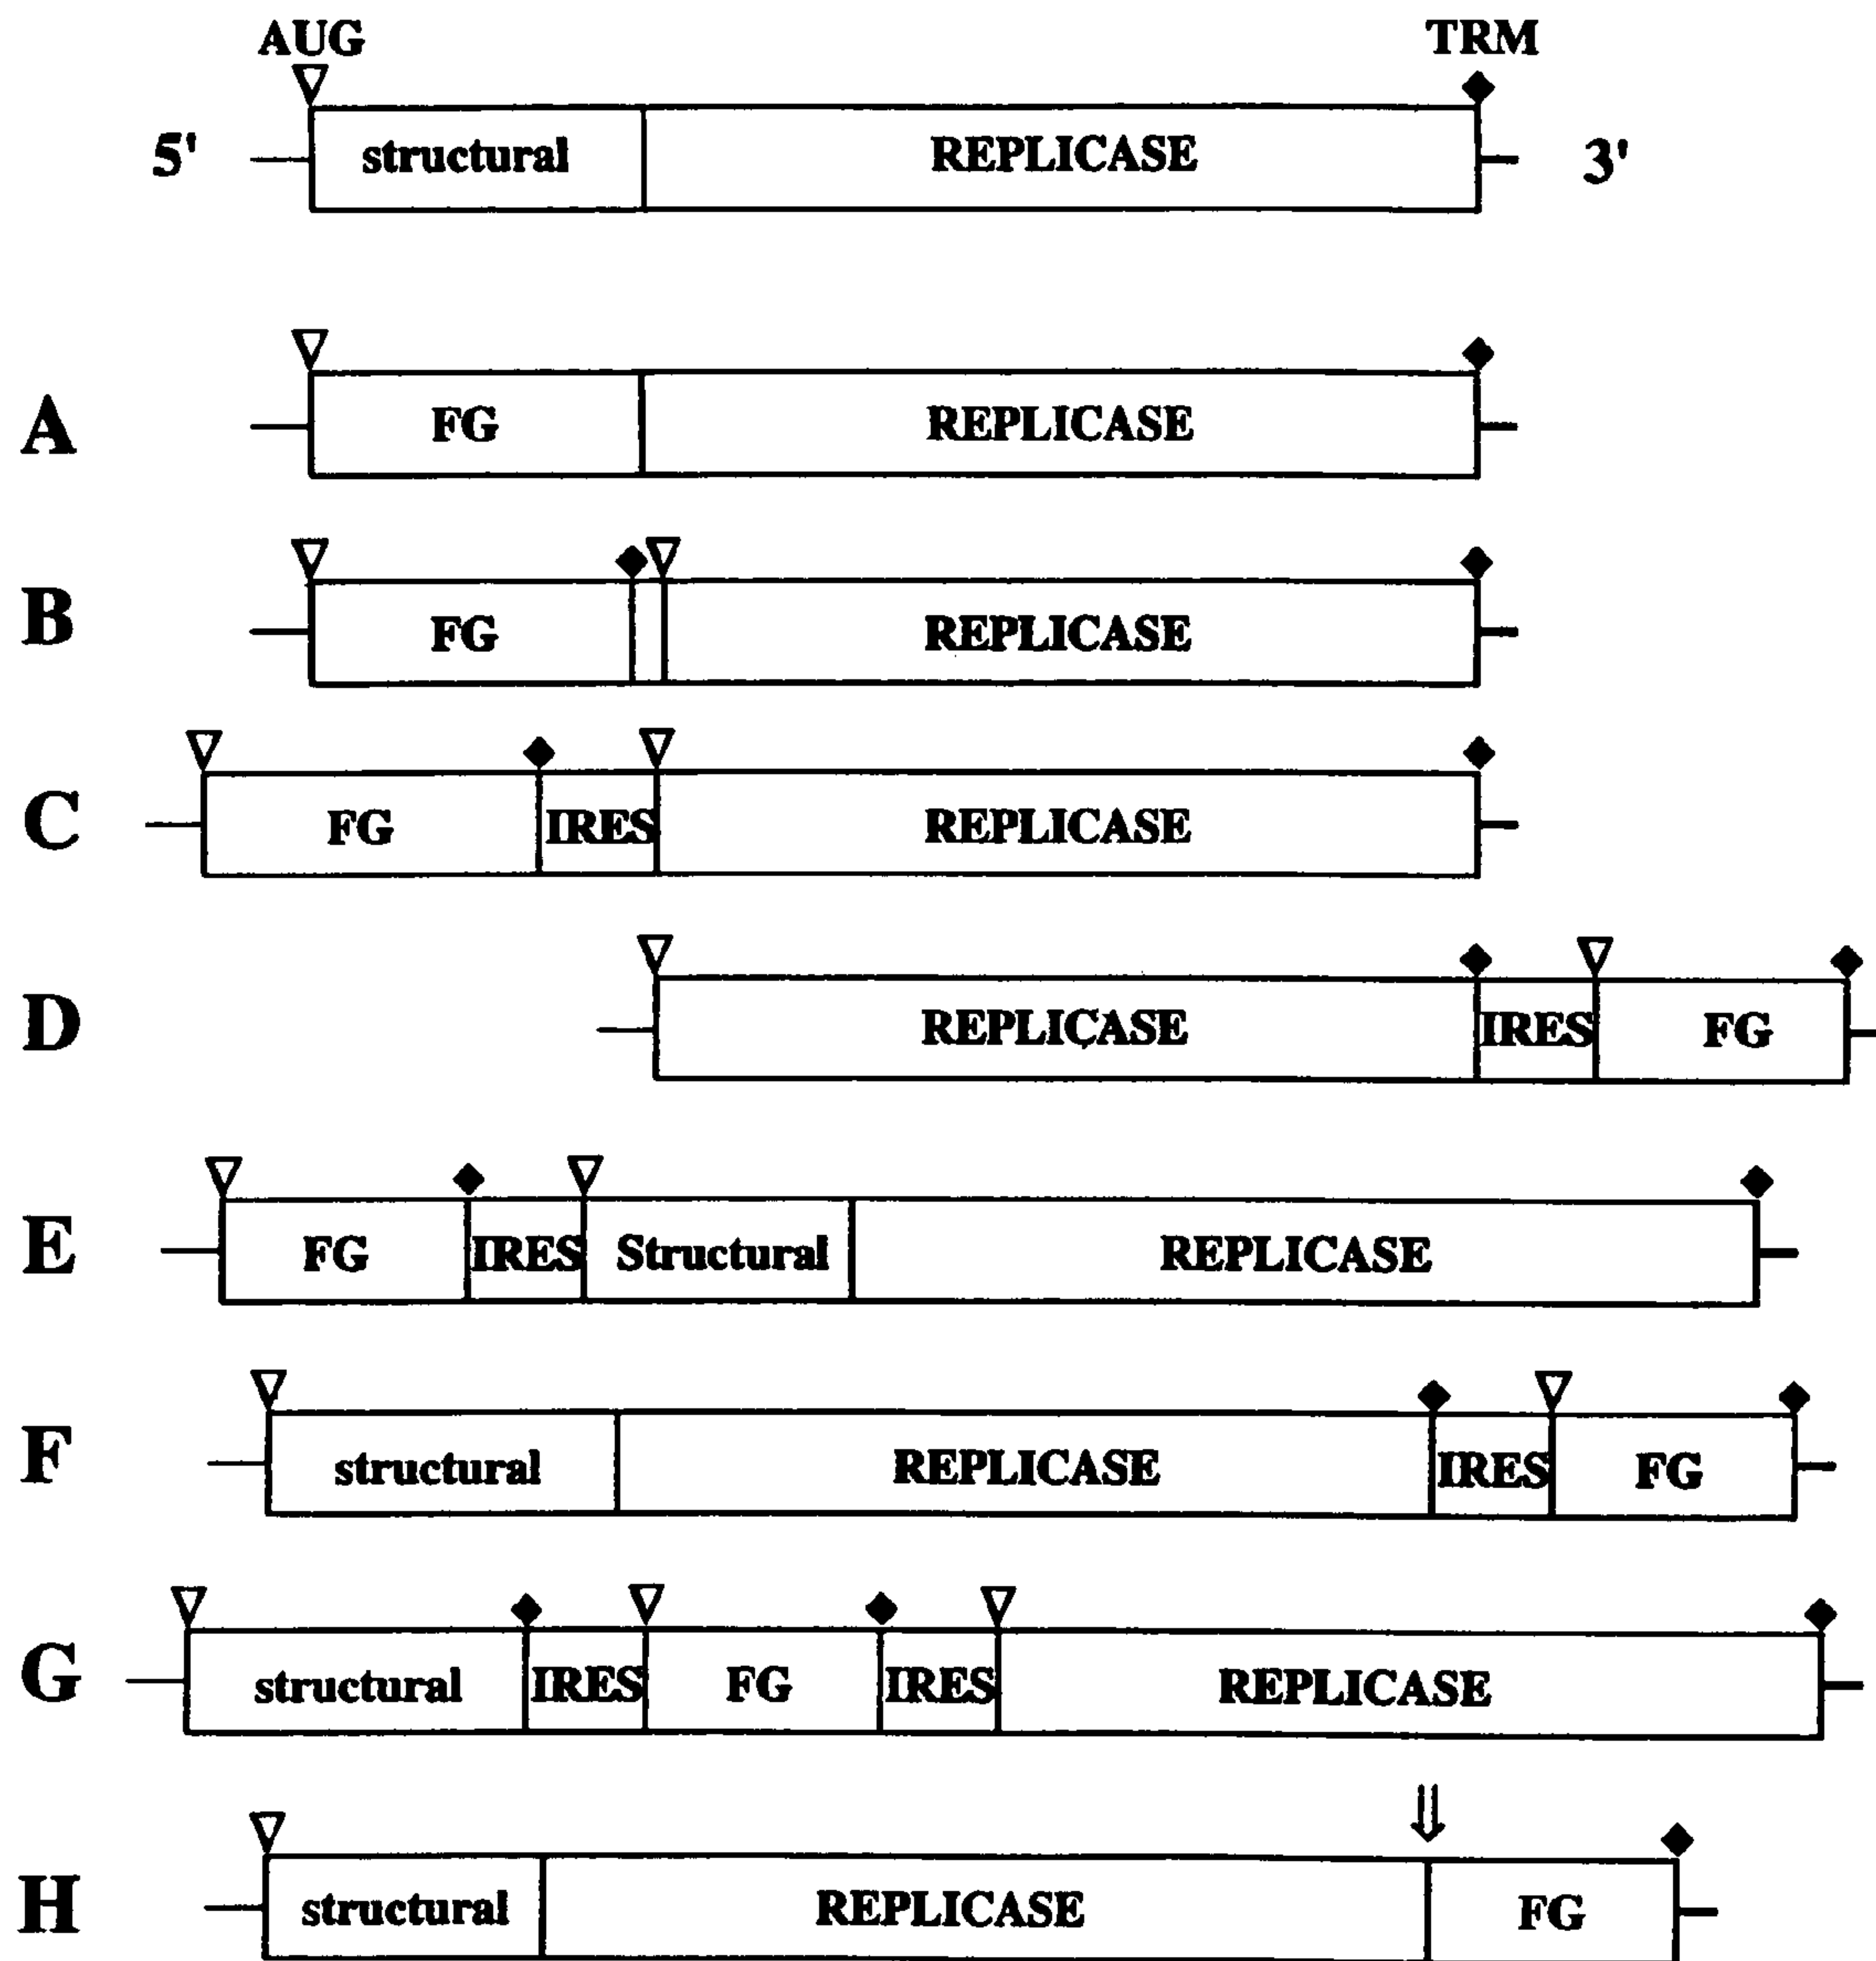 AUG TRM
5' structural REPLICASE 3'
A FG REPLICASE
B FG REPLICASE
C FG IRES REPLICASE
D REPLICASE IRES FG
E FG IRES Structural REPLICASE
F structural REPLICASE IRES FG
G structural IRES FG IRES REPLICASE
H structural REPLICASE FG